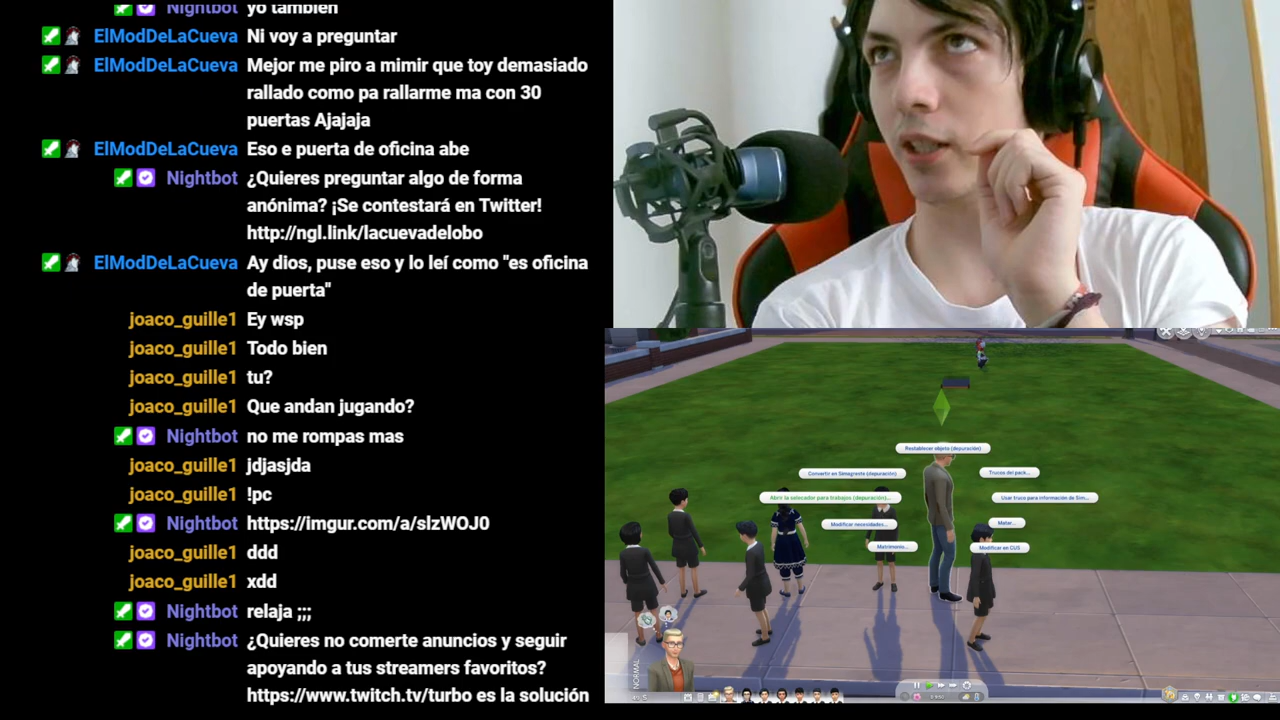 Nightbot yo también
ElModDeLaCueva Ni voy a preguntar
ElModDeLaCueva Mejor me piro a mimir que toy demasiado
rallado como pa rallarme ma con 30
puertas Ajajaja
ElModDeLaCueva Eso e puerta de oficina abe
Nightbot ¿Quieres preguntar algo de forma
anónima? ¡Se contestará en Twitter!
http://ngl.link/lacuevadelobo
ElModDeLaCueva Ay dios, puse eso y lo leí como "es oficina
de puerta"
joaco_guille1 Ey wsp
joaco_guille1 Todo bien
joaco_guille1 tu?
joaco_guille1 Que andan jugando?
Nightbot no me rompas mas
joaco_guille1 jdjasjda
joaco_guille1 !pc
Nightbot https://imgur.com/a/slzWOJ0
joaco_guille1 ddd
joaco_guille1 xdd
Nightbot relaja ;;;
Nightbot ¿Quieres no comerte anuncios y seguir
apoyando a tus streamers favoritos?
https://www.twitch.tv/turbo es la solución
Restablecer objeto (depuración)
Convertir en Simagreste (depuración)
Trucos del pack...
Abrir la selecador para trabajos (depuración)...
Usar truco para información de Sim...
Modificar necesidades...
Matar...
Matrimonio...
Modificar en CUS
NORMAL